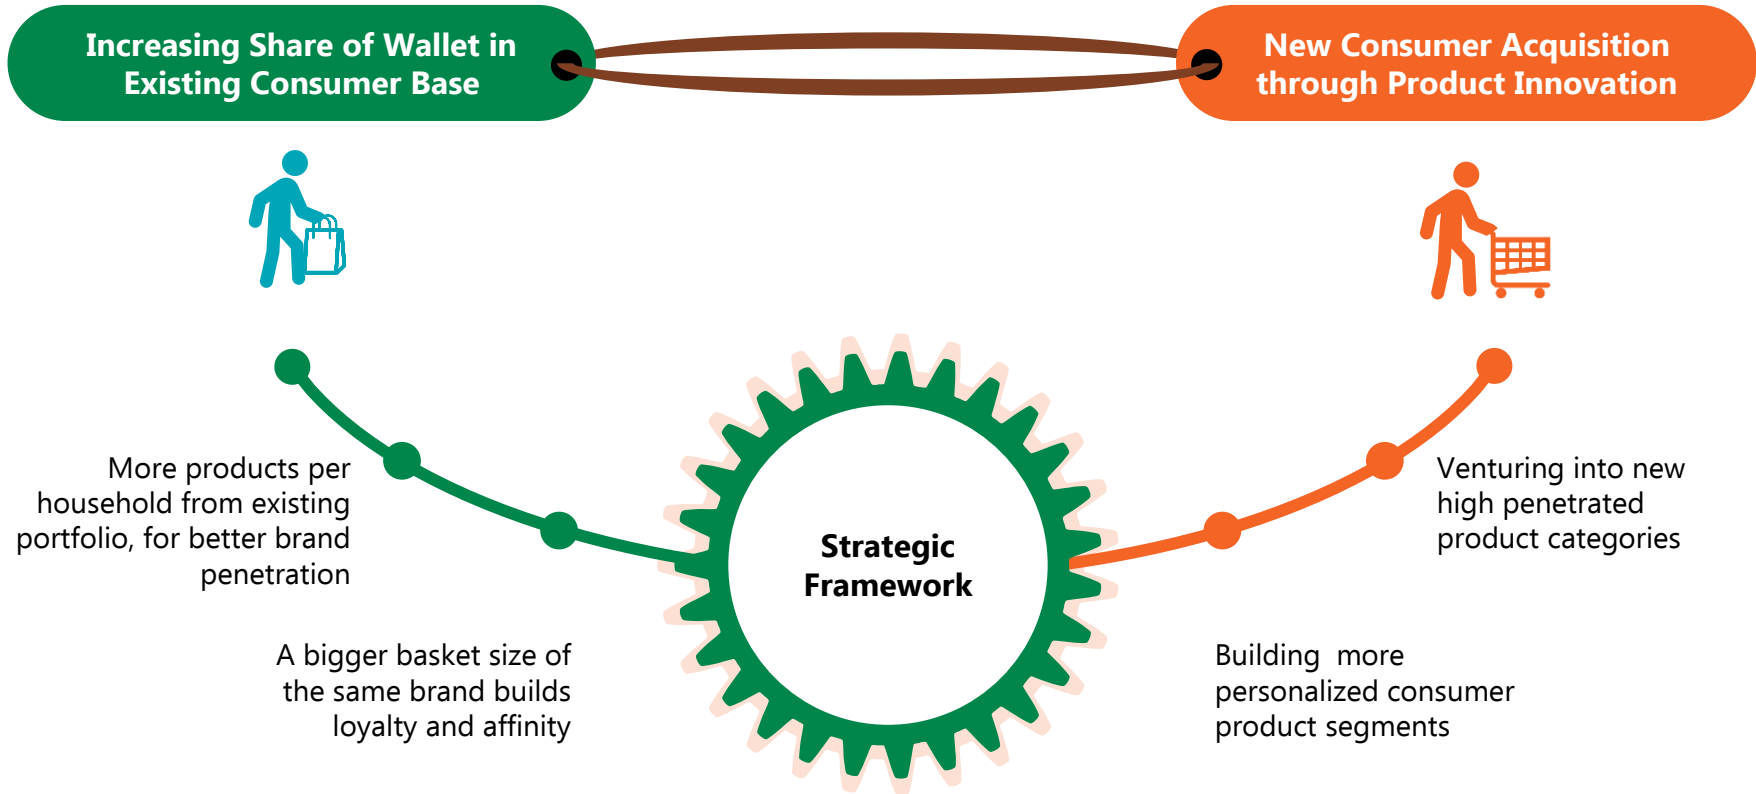 Increasing Share of Wallet in
Existing Consumer Base
New Consumer Acquisition
through Product Innovation
More products per
household from existing
portfolio, for better brand
penetration
A bigger basket size of
the same brand builds
loyalty and affinity
Strategic
Framework
Venturing into new
high penetrated
product categories
Building  more
personalized consumer
product segments